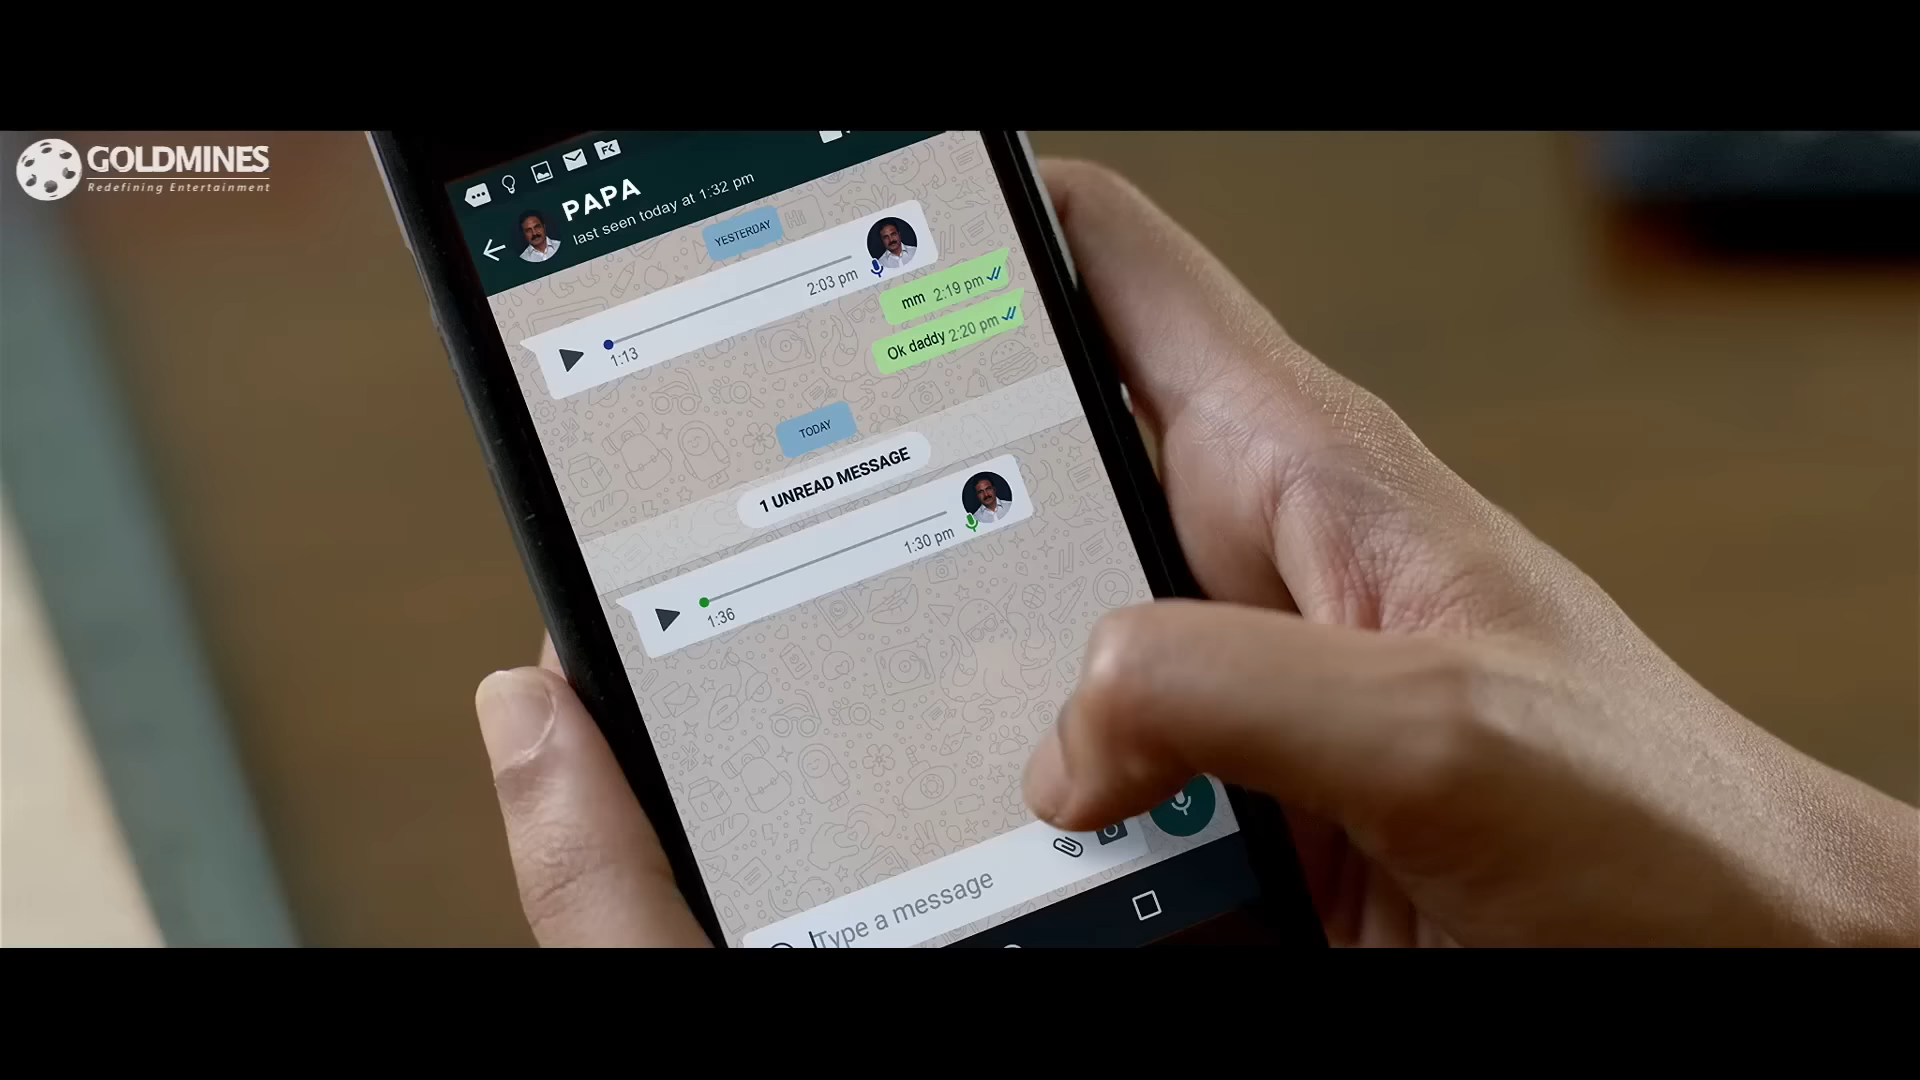 GOLDMINES
Redefining Entertainment
FK
PAPA
last seen today at 1:32 pm
YESTERDAY
2:03 pm
1:13
mm 2:19 pm
Ok daddy 2:20 pm
TODAY
1 UNREAD MESSAGE
1:30 pm
1:36
Type a message